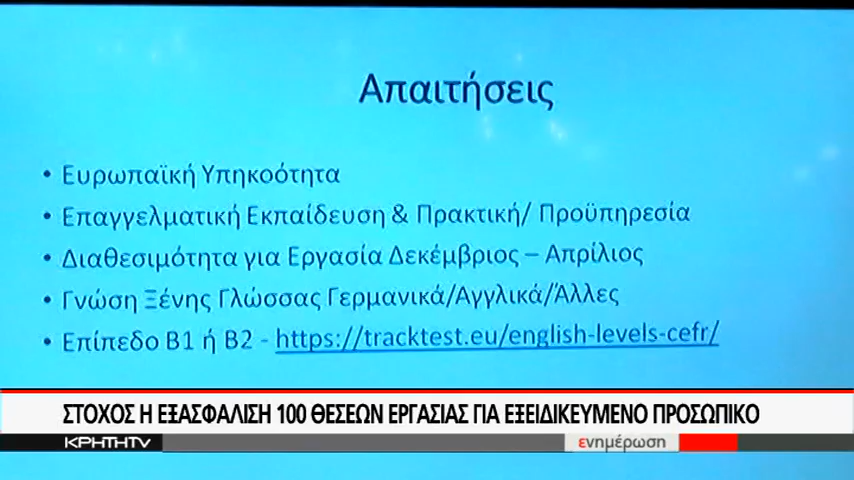 Απαιτήσεις
• Ευρωπαϊκή Υπηκοότητα
• Επαγγελματική Εκπαίδευση & Πρακτική/ Προϋπηρεσία
• Διαθεσιμότητα για Εργασία Δεκέμβριος – Απρίλιος
• Γνώση Ξένης Γλώσσας Γερμανικά/Αγγλικά/Άλλες
• Επίπεδο Β1 ή Β2 - https://tracktest.eu/english-levels-cefr/
ΣΤΟΧΟΣ Η ΕΞΑΣΦΑΛΙΣΗ 100 ΘΕΣΕΩΝ ΕΡΓΑΣΙΑΣ ΓΙΑ ΕΞΕΙΔΙΚΕΥΜΕΝΟ ΠΡΟΣΩΠΙΚΟ
ΚΡΗΤΗTV ενημέρωση